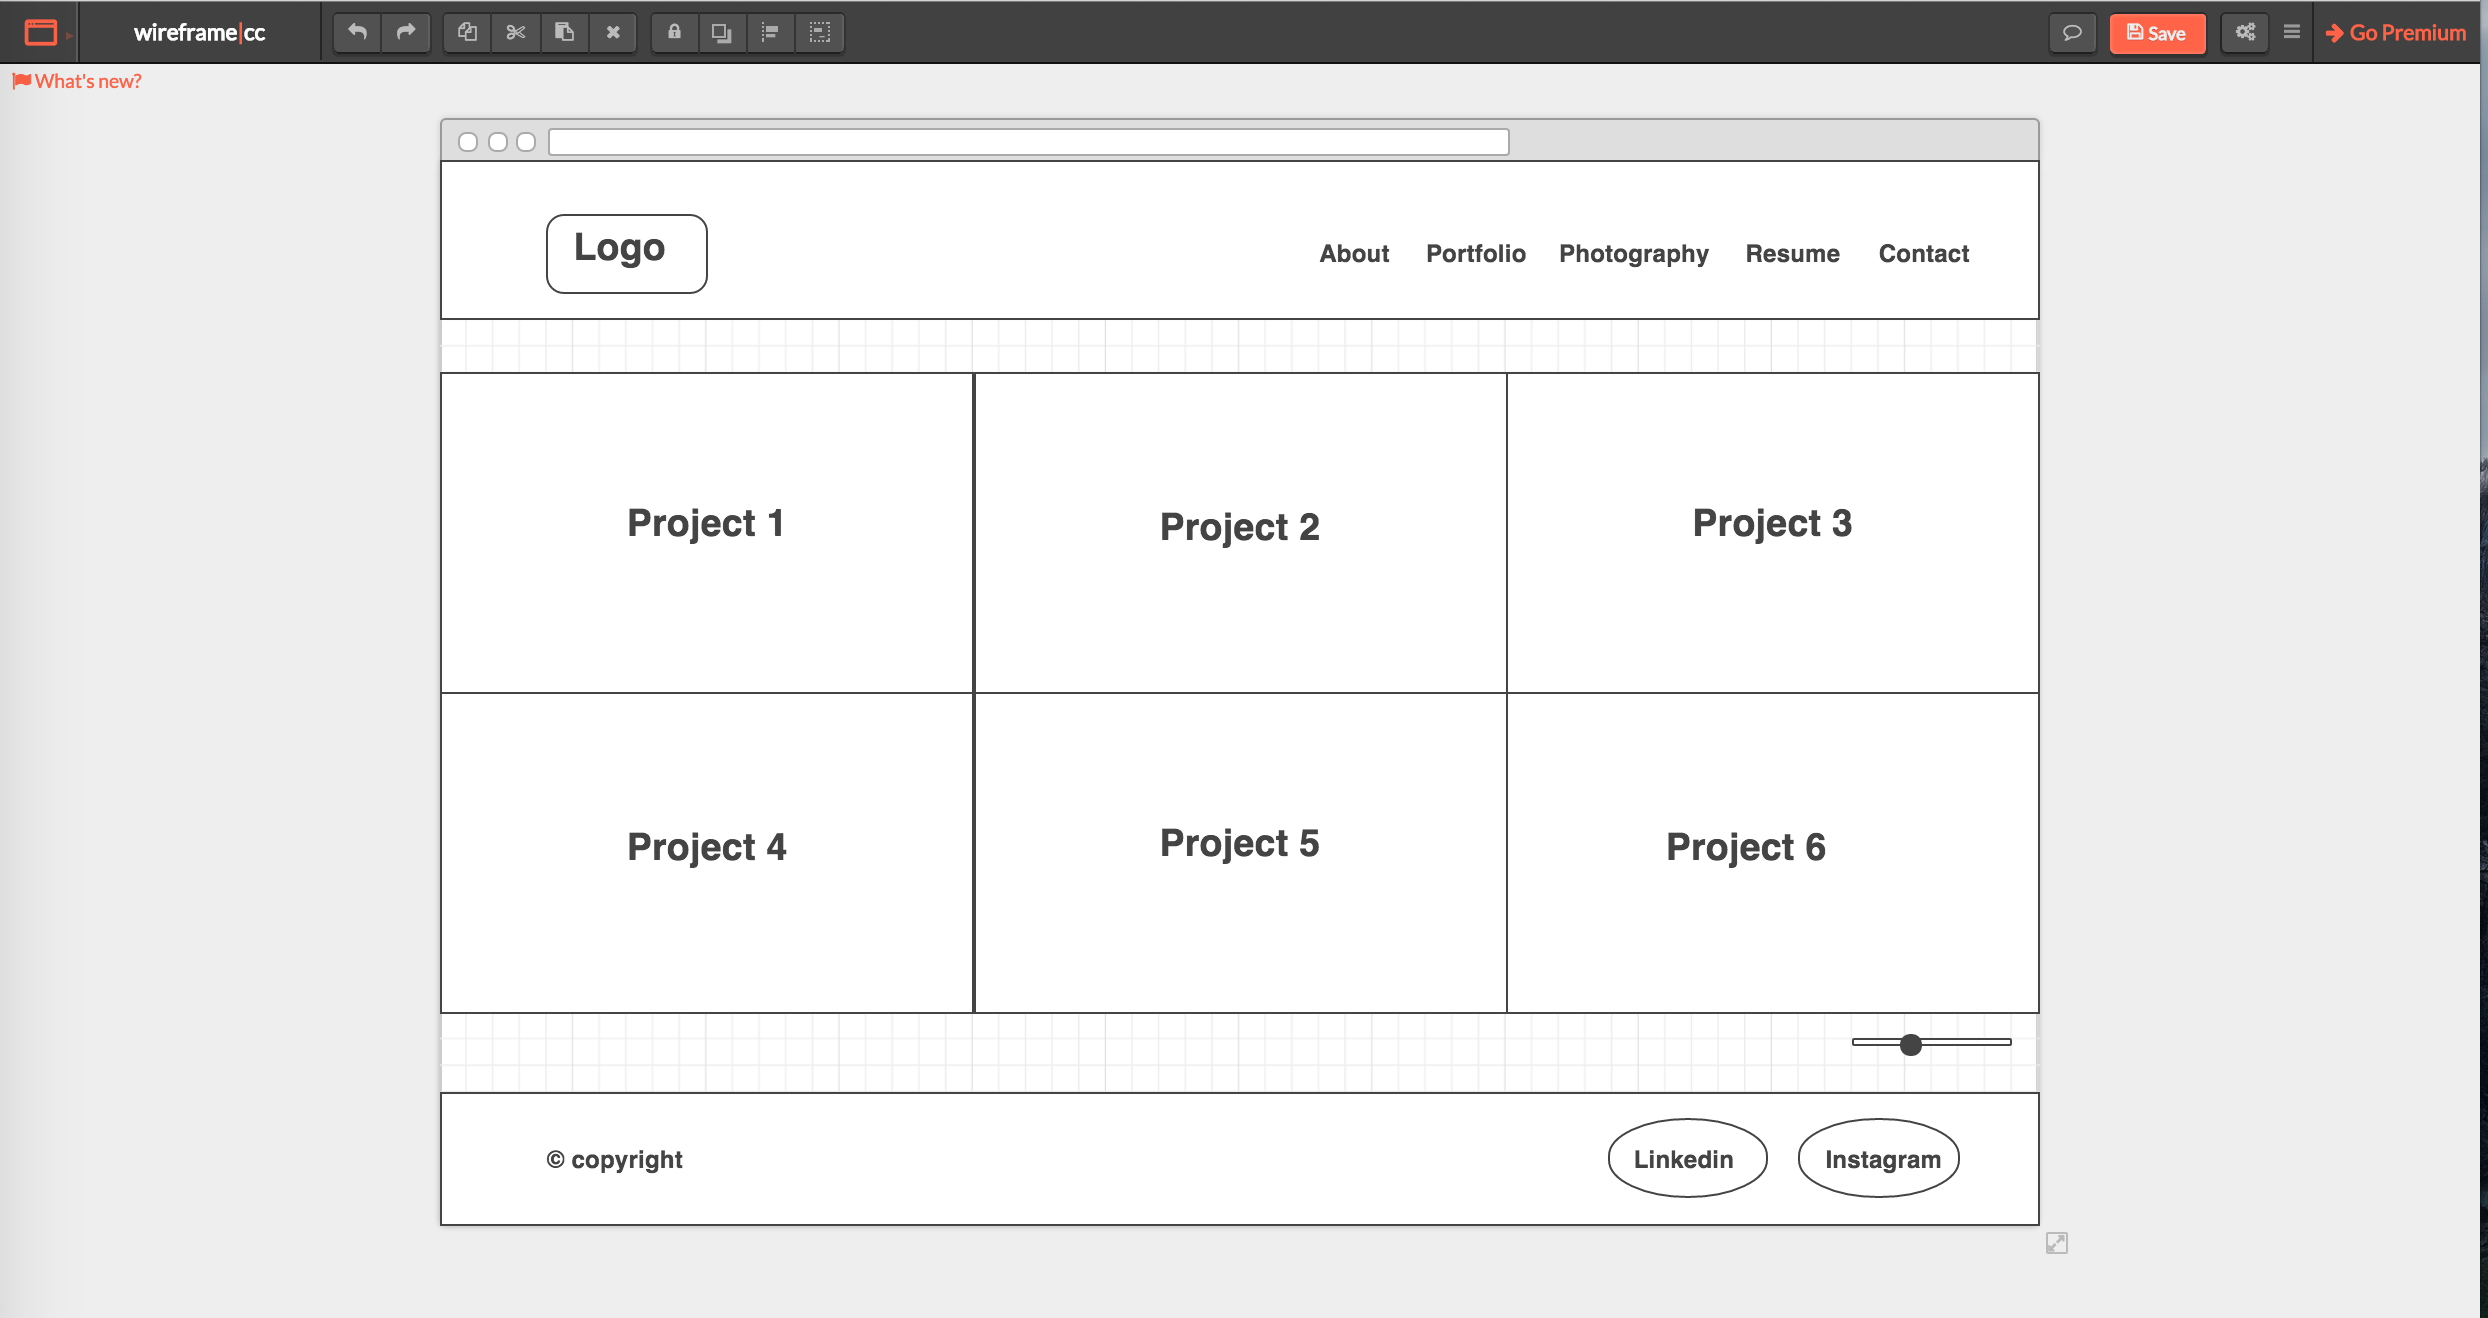 wireframe|cc
Save
Go Premium
What's new?
Logo
About Portfolio Photography Resume Contact
Project 1
Project 2
Project 3
Project 4
Project 5
Project 6
© copyright
Linkedin
Instagram